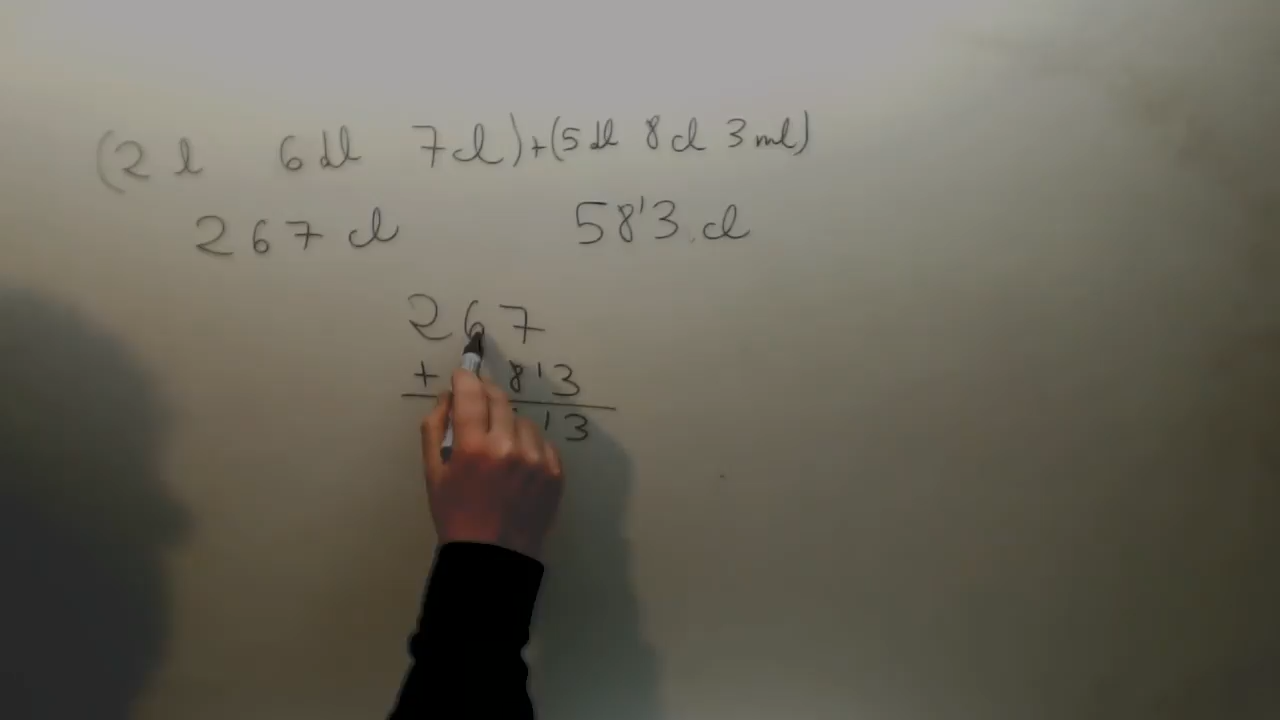 (2 l 6 dl 7 cl) + (5 dl 8 cl 3 ml)
267 cl 58'3 cl
267
+ 8'3
'3